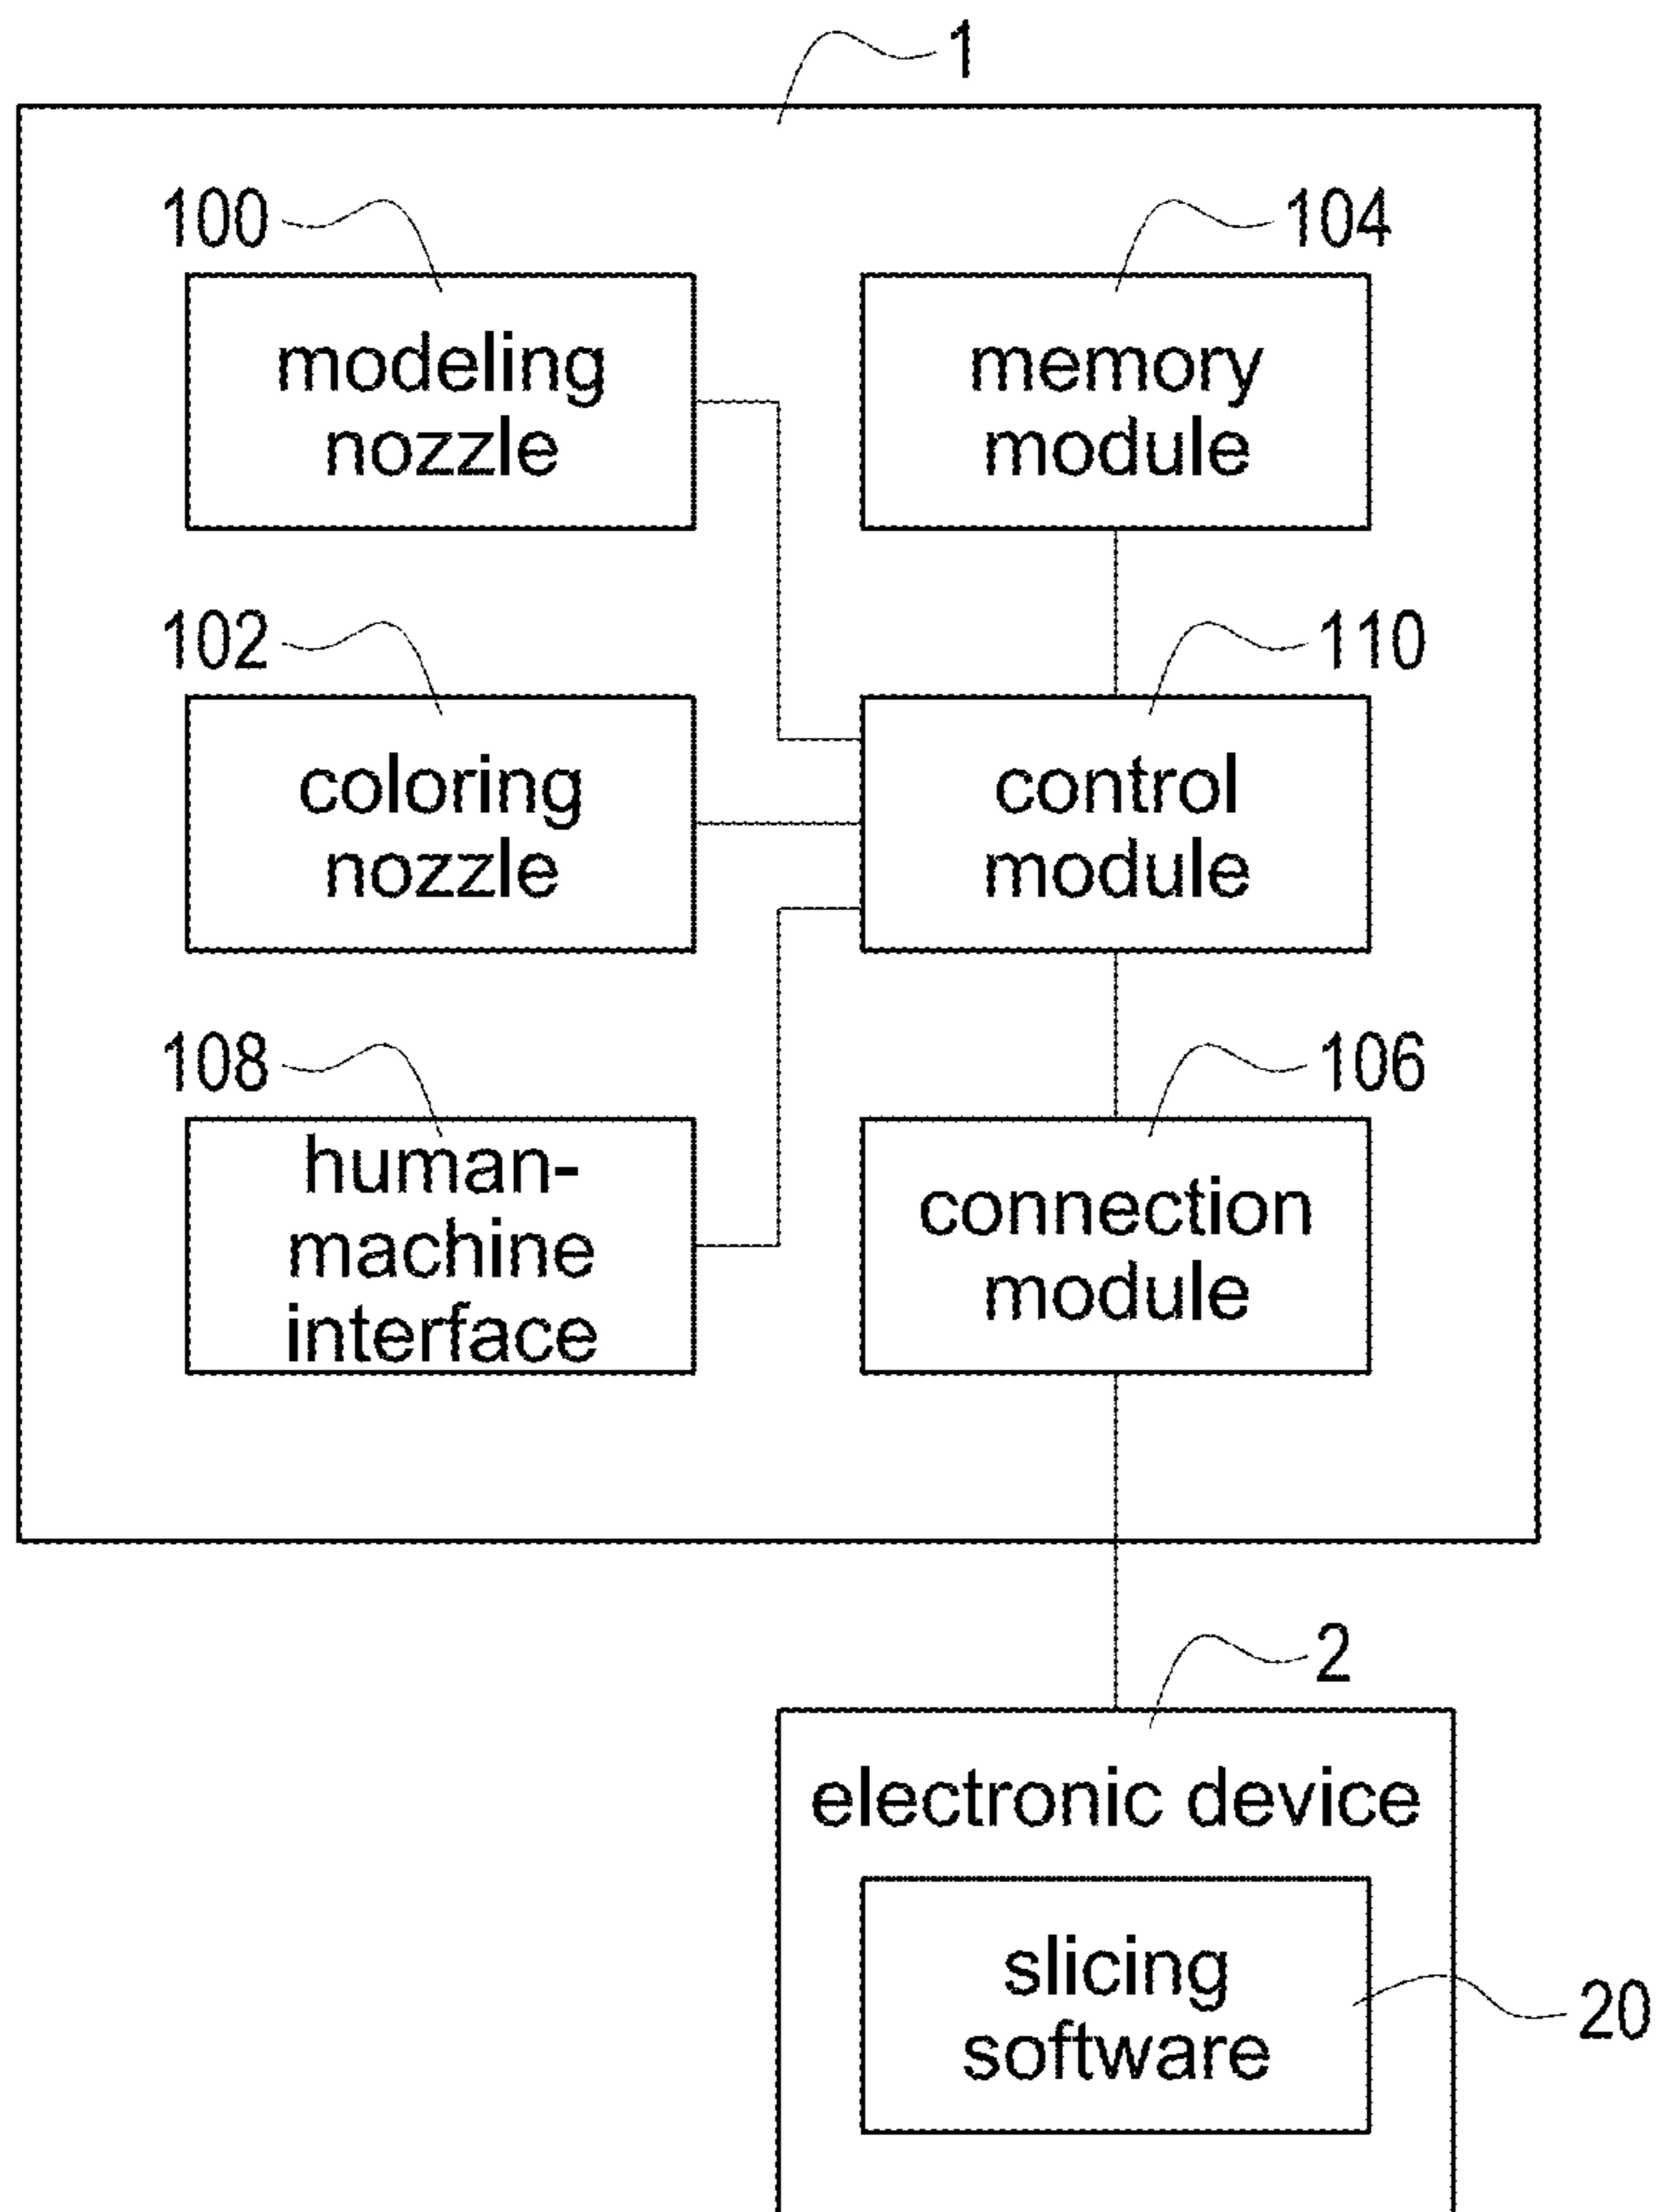 1
100
104
modeling
nozzle
memory
module
102
110
coloring
nozzle
control
module
108
106
human-
machine
interface
connection
module
2
electronic device
slicing
software
20